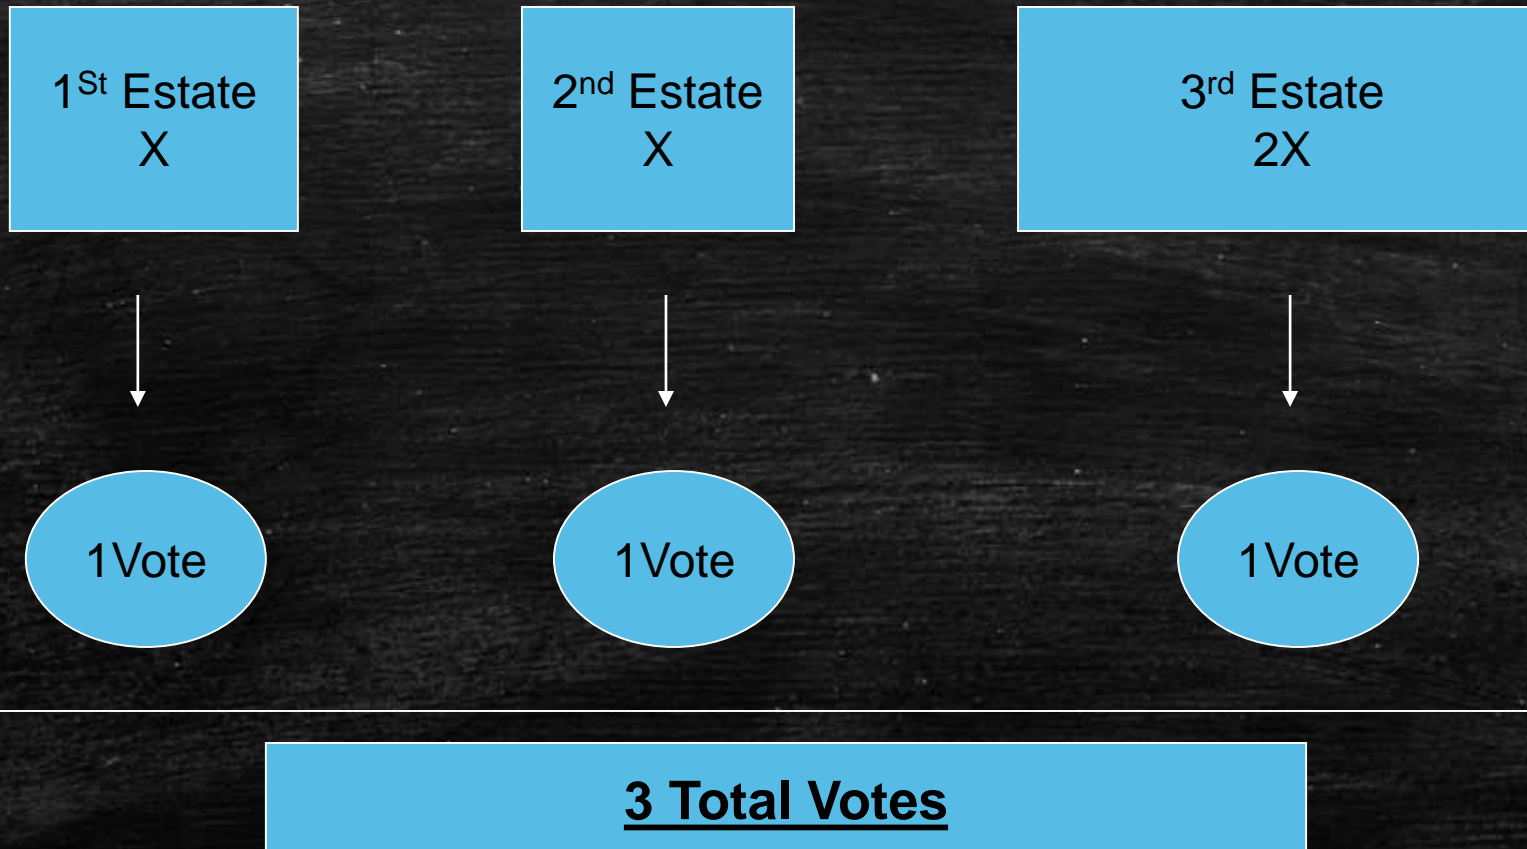 1St Estate
X
2nd Estate
X
3rd Estate
2X
1Vote
1Vote
1Vote
3 Total Votes